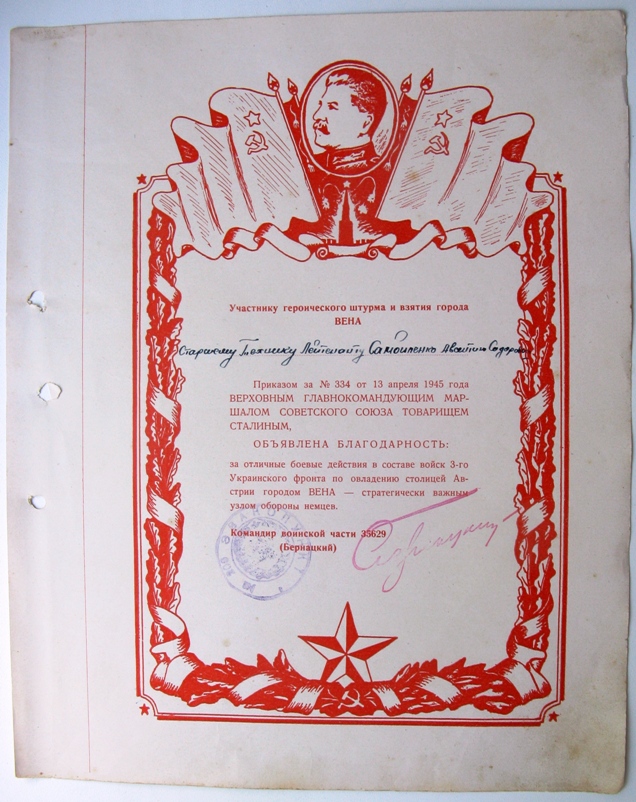 Участнику героического штурма и взятия города
ВЕНА
Старшему Технику Лейтенанту Самойленко
Приказом за № 334 от 13 апреля 1945 года
ВЕРХОВНЫМ ГЛАВНОКОМАНДУЮЩИМ МАР-
ШАЛОМ СОВЕТСКОГО СОЮЗА ТОВАРИЩЕМ
СТАЛИНЫМ,
ОБЪЯВЛЕНА БЛАГОДАРНОСТЬ:
за отличные боевые действия в составе войск 3-го
Украинского фронта по овладению столицей Ав-
стрии городом ВЕНА — стратегически важным
узлом обороны немцев.
Командир воинской части 35629
(Бернацкий)